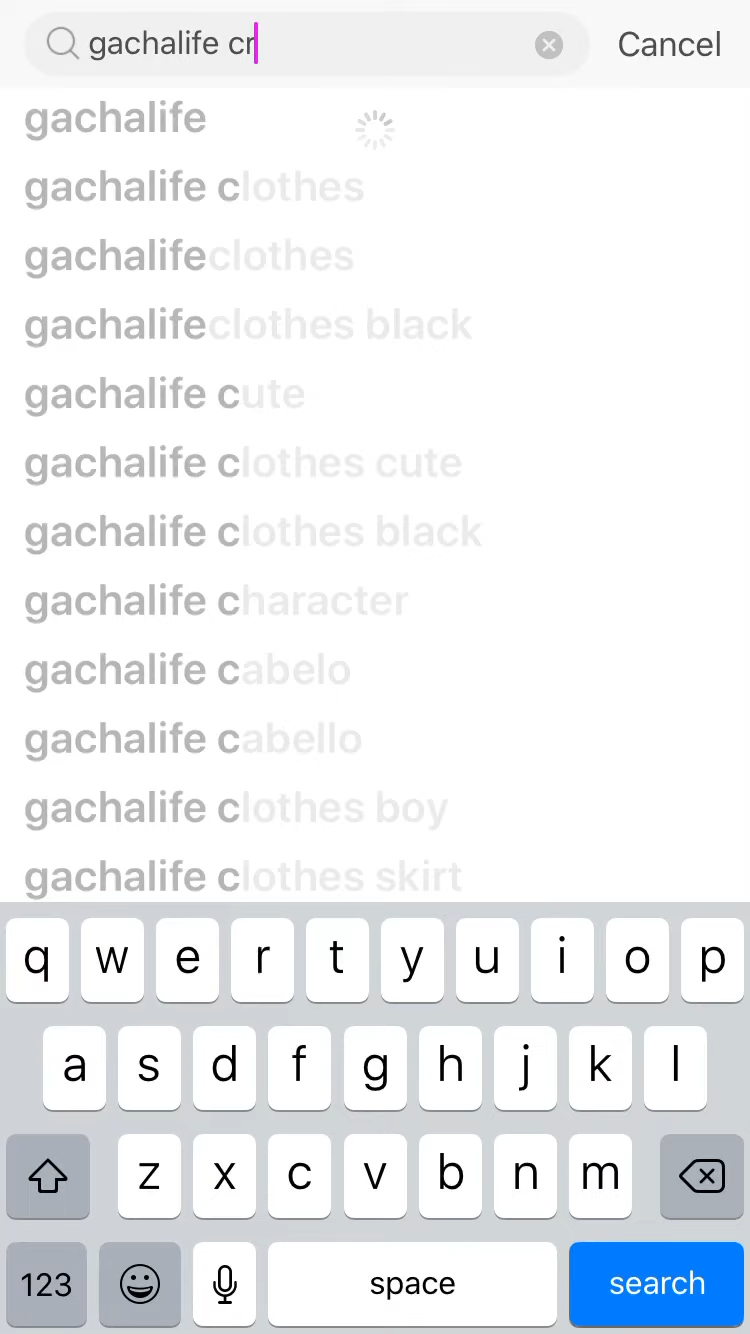 gachalife cr Cancel
gachalife
gachalife clothes
gachalifeclothes
gachalifeclothes black
gachalife cute
gachalife clothes cute
gachalife clothes black
gachalife character
gachalife cabelo
gachalife cabello
gachalife clothes boy
gachalife clothes skirt
q w e r t y u i o p
a s d f g h j k l
z x c v b n m
123 space search